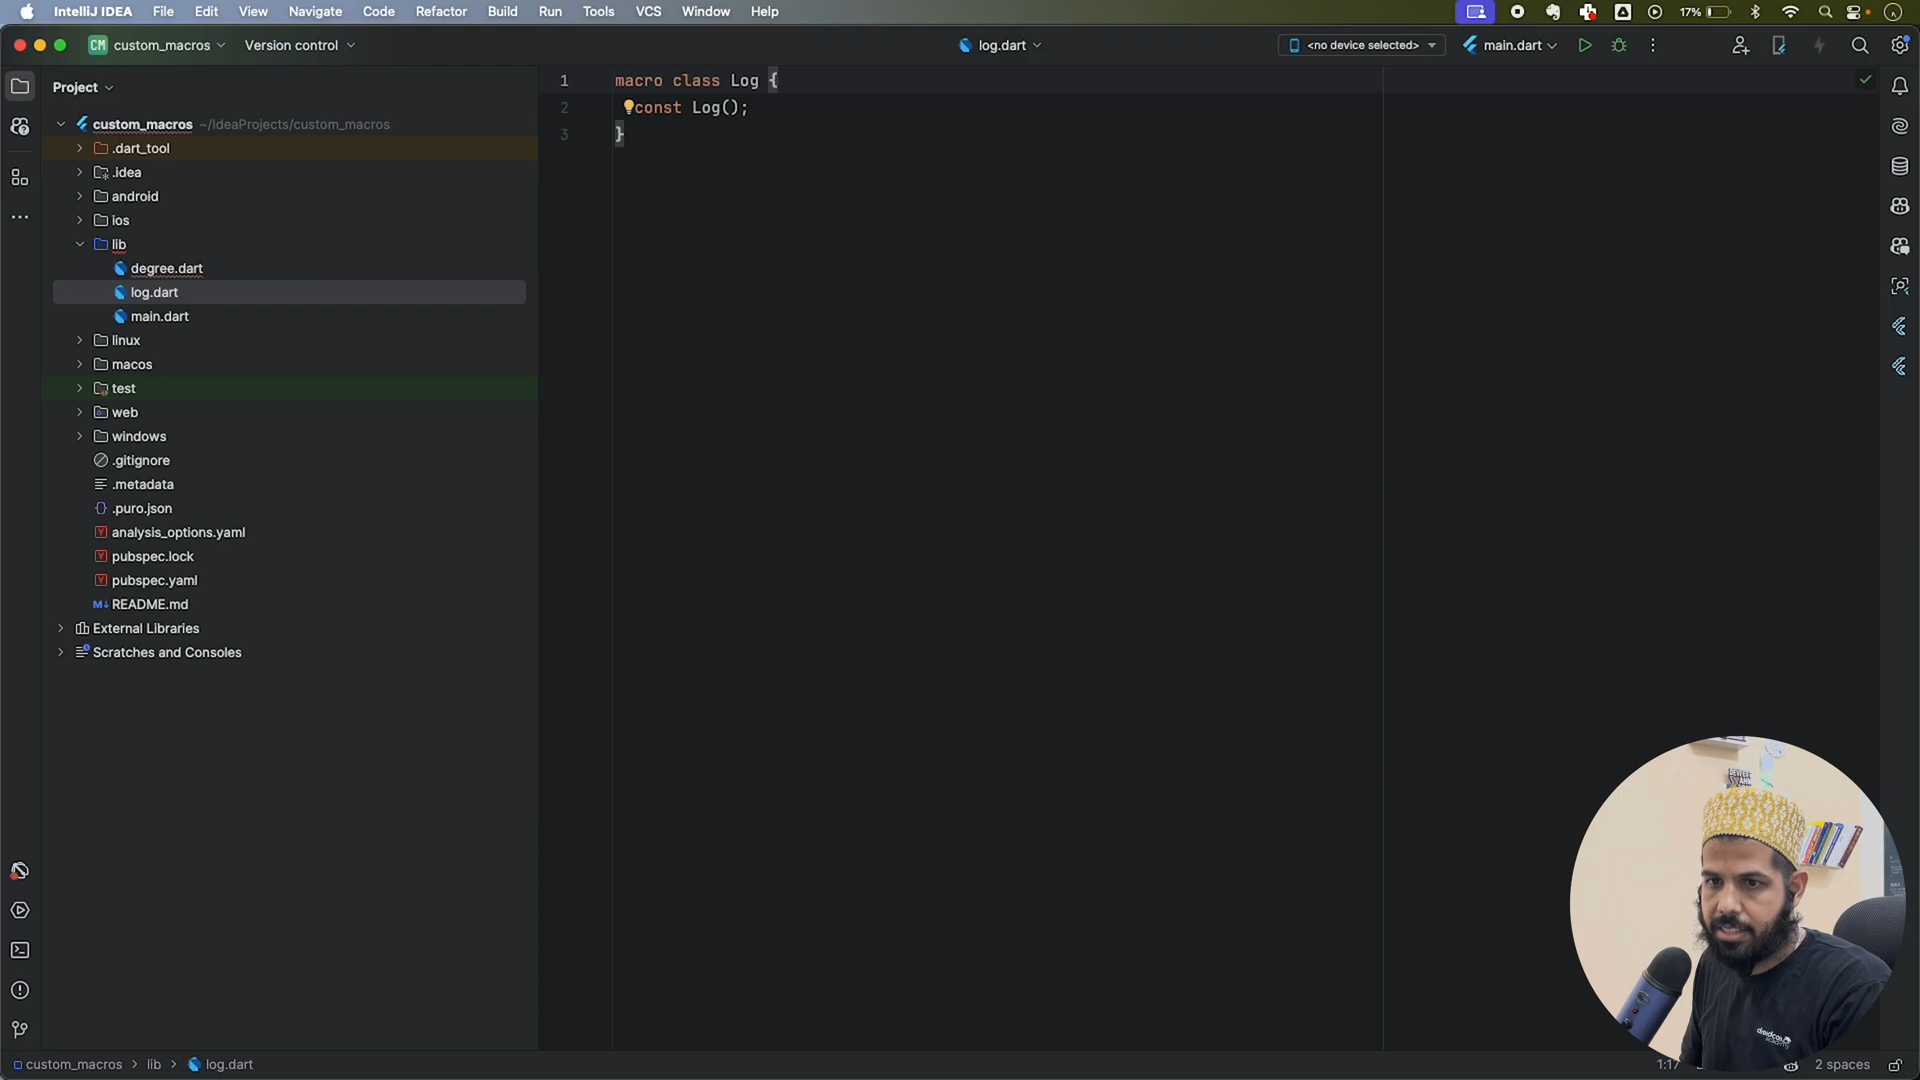 IntelliJ IDEA File Edit View Navigate Code Refactor Build Run Tools VCS Window Help 17%
CM custom_macros Version control log.dart <no device selected> main.dart
Project
custom_macros ~/IdeaProjects/custom_macros
.dart_tool
.idea
android
ios
lib
degree.dart
log.dart
main.dart
linux
macos
test
web
windows
.gitignore
.metadata
.puro.json
analysis_options.yaml
pubspec.lock
pubspec.yaml
README.md
External Libraries
Scratches and Consoles
1 macro class Log {
2 const Log();
3 }
droidcon
academy
custom_macros > lib > log.dart
1:17
2 spaces